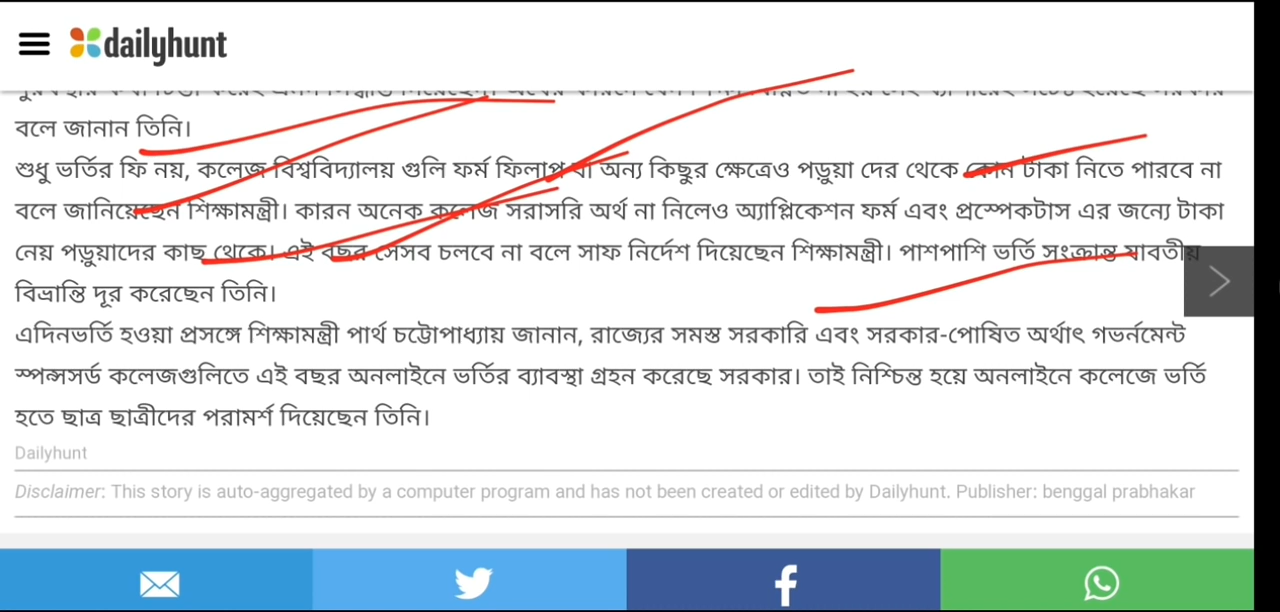 dailyhunt
বলে জানান তিনি।
শুধু ভর্তির ফি নয়, কলেজ বিশ্ববিদ্যালয় গুলি ফর্ম ফিলাপ বা অন্য কিছুর ক্ষেত্রেও পড়ুয়া দের থেকে কোন টাকা নিতে পারবে না
বলে জানিয়েছেন শিক্ষামন্ত্রী। কারন অনেক কলেজ সরাসরি অর্থ না নিলেও অ্যাপ্লিকেশন ফর্ম এবং প্রস্পেকটাস এর জন্যে টাকা
নেয় পড়ুয়াদের কাছ থেকে। এই বছর সেসব চলবে না বলে সাফ নির্দেশ দিয়েছেন শিক্ষামন্ত্রী। পাশপাশি ভর্তি সংক্রান্ত যাবতীয়
বিভ্রান্তি দূর করেছেন তিনি।
এদিনভর্তি হওয়া প্রসঙ্গে শিক্ষামন্ত্রী পার্থ চট্টোপাধ্যায় জানান, রাজ্যের সমস্ত সরকারি এবং সরকার-পোষিত অর্থাৎ গভর্নমেন্ট
স্পন্সসর্ড কলেজগুলিতে এই বছর অনলাইনে ভর্তির ব্যাবস্থা গ্রহন করেছে সরকার। তাই নিশ্চিন্ত হয়ে অনলাইনে কলেজে ভর্তি
হতে ছাত্র ছাত্রীদের পরামর্শ দিয়েছেন তিনি।
Dailyhunt
Disclaimer: This story is auto-aggregated by a computer program and has not been created or edited by Dailyhunt. Publisher: benggal prabhakar